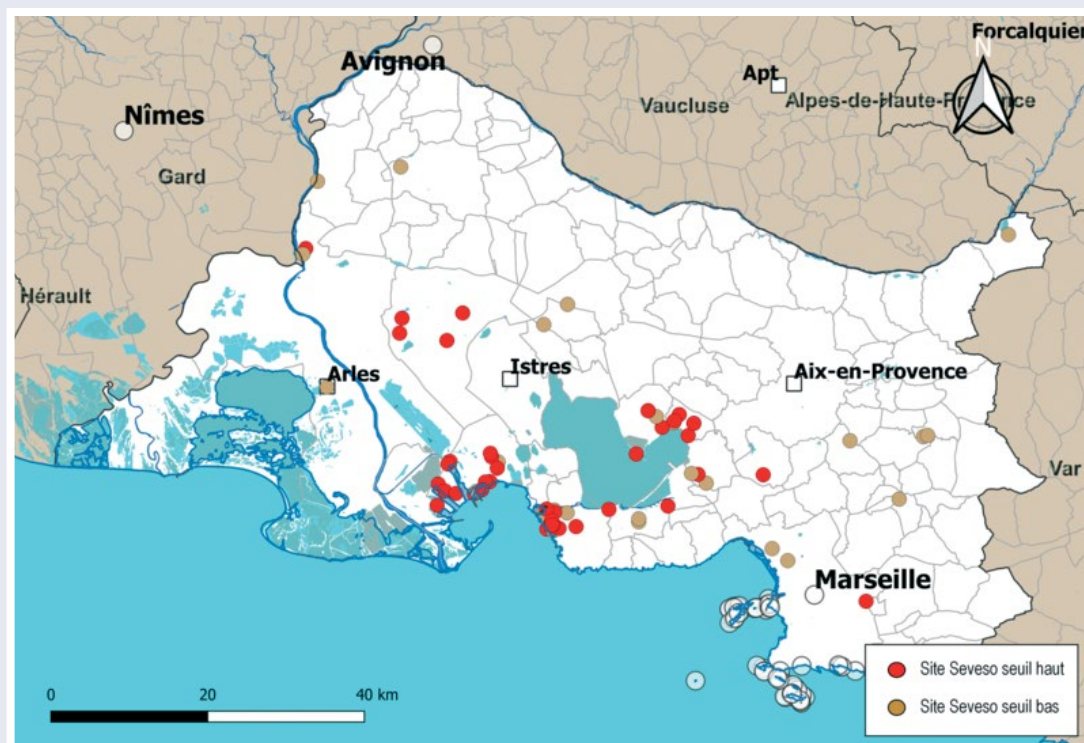 Forcalquier
N
Avignon
Apt
Vaucluse
Alpes-de-Haute-Provence
Nîmes
Gard
Hérault
Istres
Arles
Aix-en-Provence
Var
Marseille
Site Seveso seuil haut
0 20 40 km
Site Seveso seuil bas